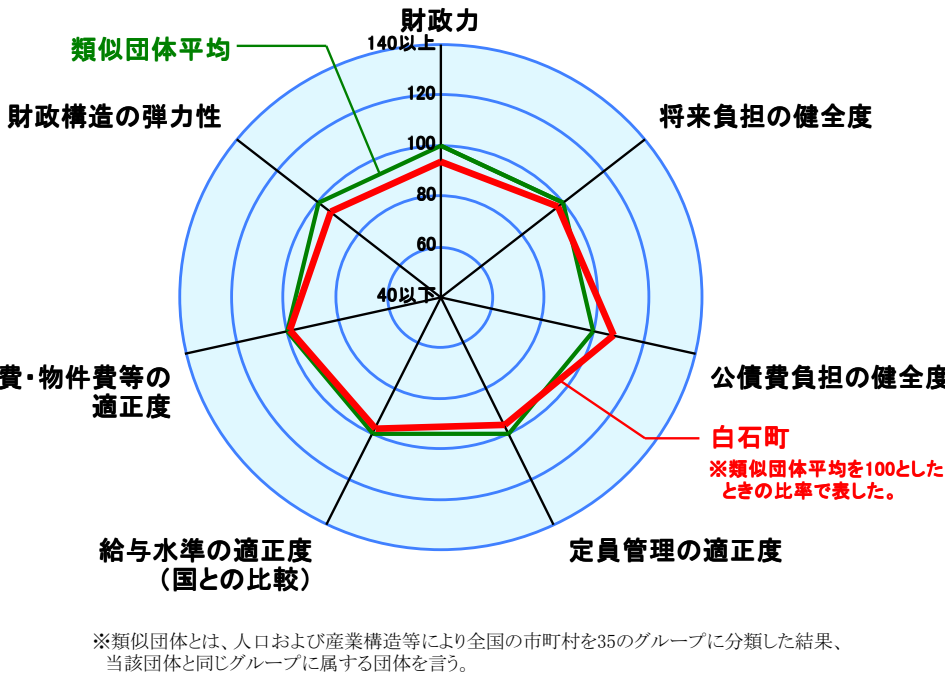 財政力
140以上
類似団体平均
120
財政構造の弾力性
将来負担の健全度
100
80
60
40以下
費・物件費等の
適正度
公債費負担の健全度
白石町
※類似団体平均を100とした
ときの比率で表した。
給与水準の適正度
（国との比較）
定員管理の適正度
※類似団体とは、人口および産業構造等により全国の市町村を35のグループに分類した結果、
当該団体と同じグループに属する団体を言う。